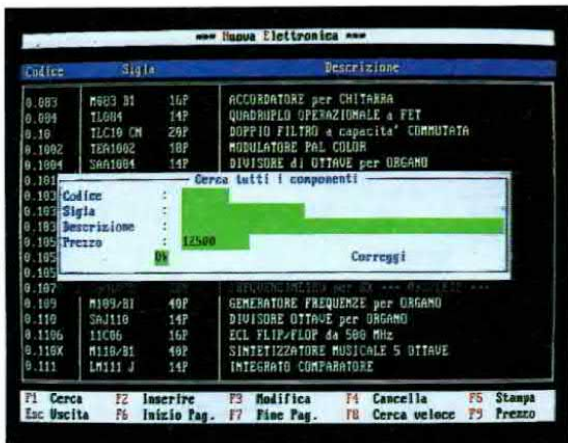 *** Nuova Elettronica ***
Codice Sigla Descrizione
0.083 M083 B1 16P ACCORDATORE per CHITARRA
0.084 TL084 14P QUADRUPLO OPERAZIONALE a FET
0.10 TLC10 CN 20P DOPPIO FILTRO a capacita' COMMUTATA
0.1002 TEA1002 18P MODULATORE PAL COLOR
0.1004 SAA1004 14P DIVISORE di OTTAVE per ORGANO
0.101
Cerca tutti i componenti
0.103 Codice :
0.103 Sigla :
0.103 Descrizione :
0.105 Prezzo : 12500
0.105 Ok Correggi
0.105
0.107 per
0.109 M109/B1 40P GENERATORE FREQUENZE per ORGANO
0.110 SAJ110 14P DIVISORE OTTAVE per ORGANO
0.1106 11C06 16P ECL FLIP/FLOP da 500 MHz
0.110X M110/B1 40P SINTETIZZATORE MUSICALE 5 OTTAVE
0.111 LM111 J 14P INTEGRATO COMPARATORE
F1 Cerca F2 Inserire F3 Modifica F4 Cancella F5 Stampa
Esc Uscita F6 Inizio Pag. F7 Fine Pag. F8 Cerca veloce F9 Prezzo